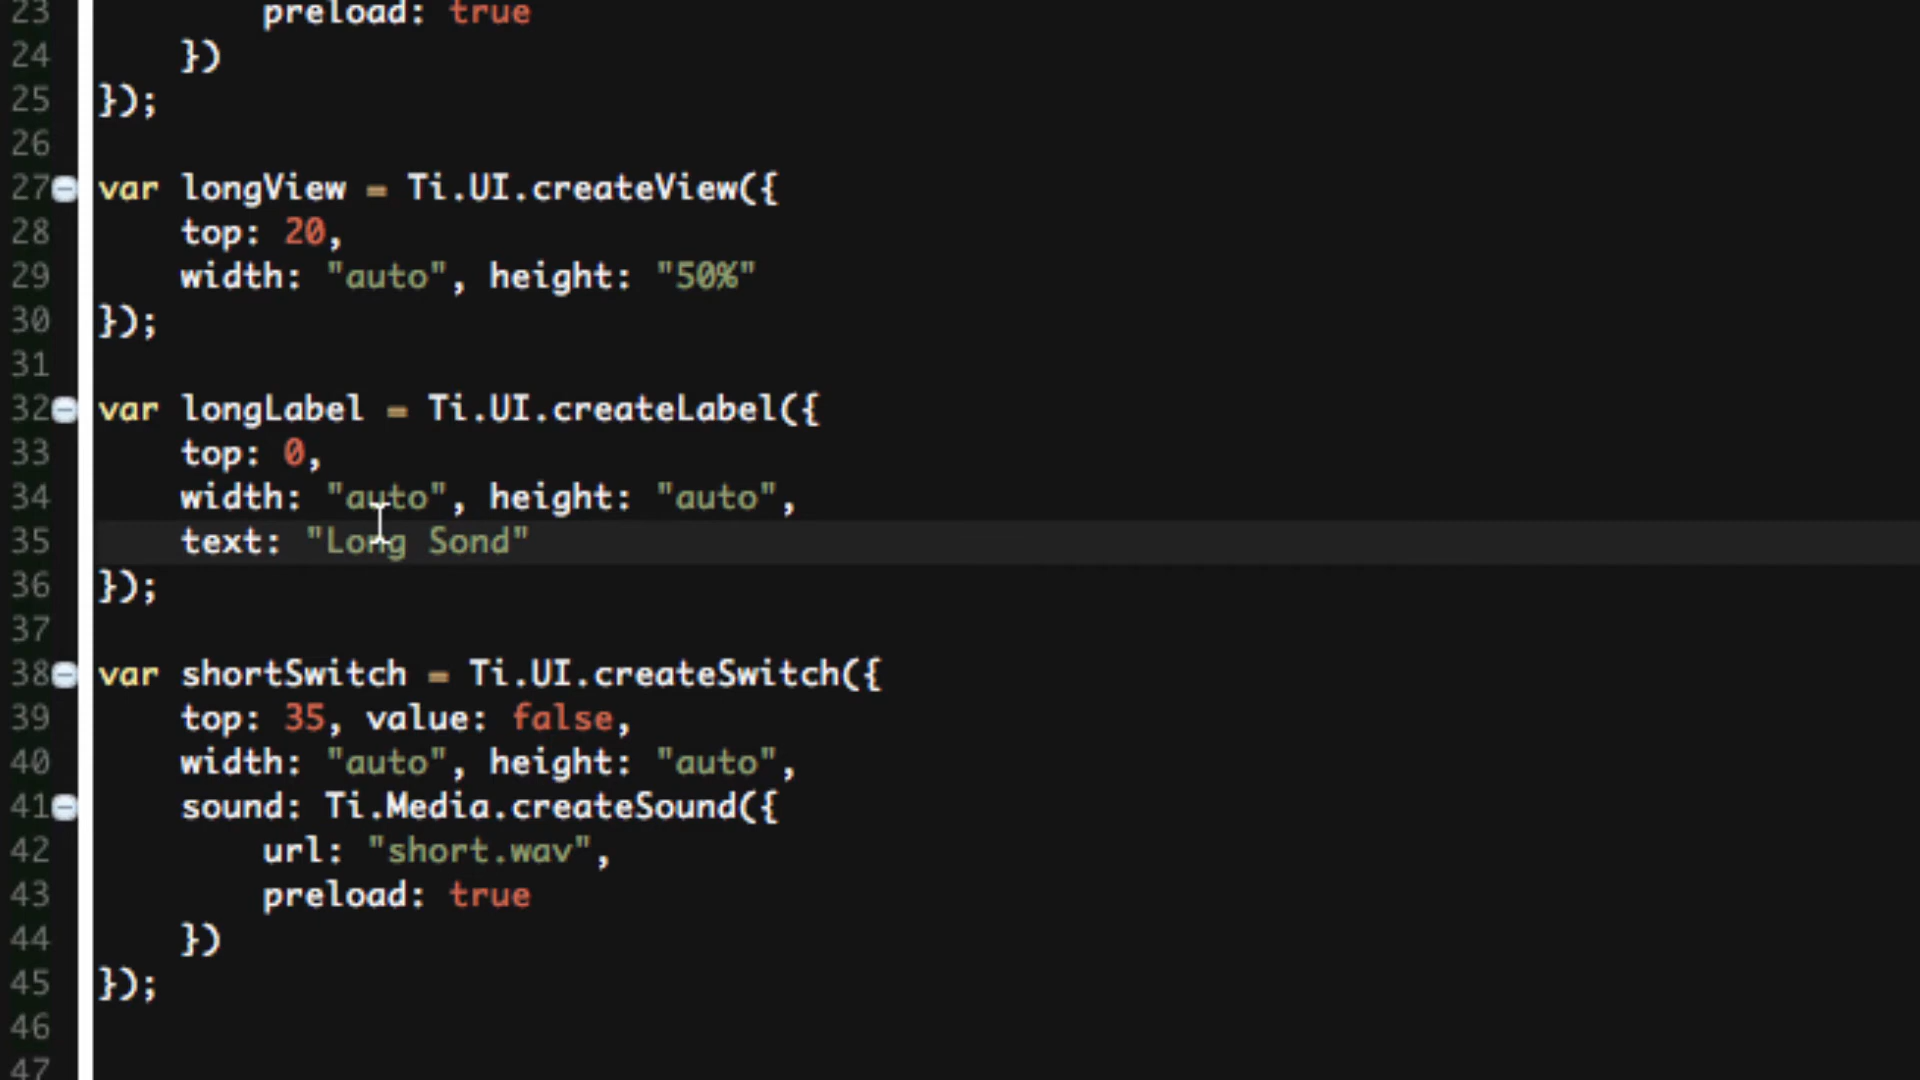 23 preload: true
24 })
25 });
26
27 var longView = Ti.UI.createView({
28 top: 20,
29 width: "auto", height: "50%"
30 });
31
32 var longLabel = Ti.UI.createLabel({
33 top: 0,
34 width: "auto", height: "auto",
35 text: "Long Sond"
36 });
37
38 var shortSwitch = Ti.UI.createSwitch({
39 top: 35, value: false,
40 width: "auto", height: "auto",
41 sound: Ti.Media.createSound({
42 url: "short.wav",
43 preload: true
44 })
45 });
46
47